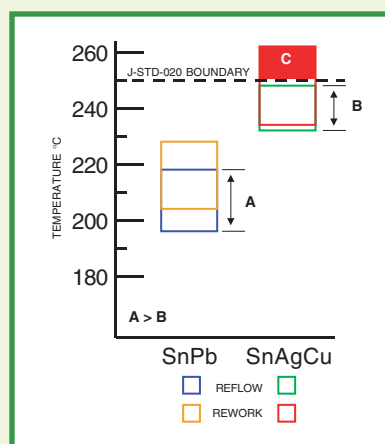 260
C
J-STD-020 BOUNDARY
240
B
TEMPERATURE °C
220
A
200
180
A > B
SnPb SnAgCu
REFLOW
REWORK